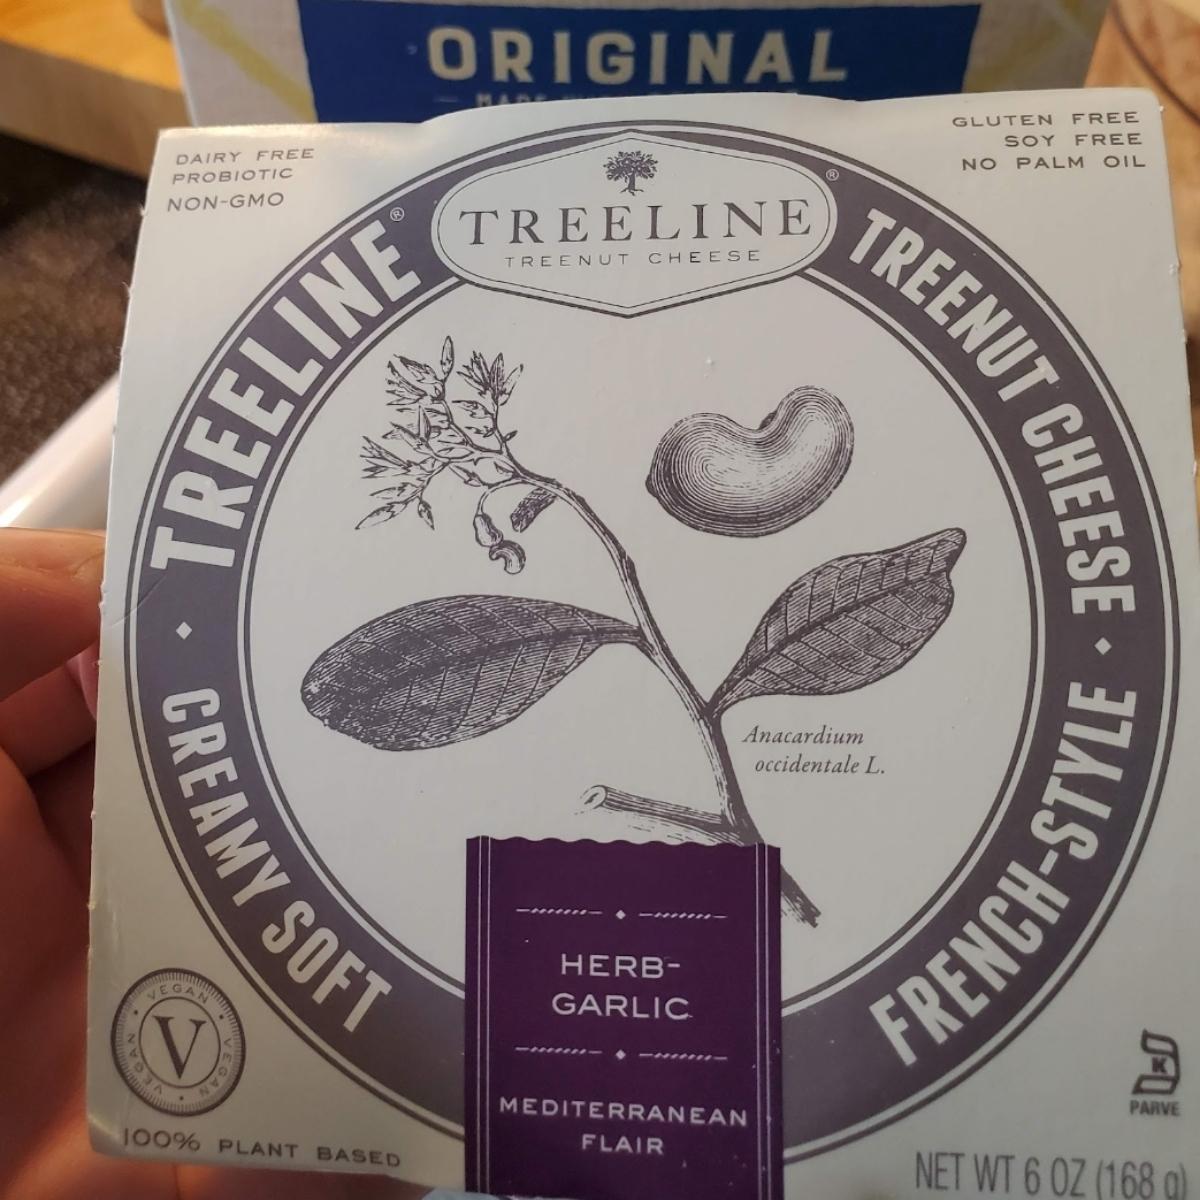 ORIGINAL
DAIRY FREE
PROBIOTIC
NON-GMO
GLUTEN FREE
SOY FREE
NO PALM OIL
TREELINE®
TREENUT CHEESE
TREELINE®
TREENUT CHEESE
FRENCH-STYLE
CREAMY SOFT
Anacardium
occidentale L.
HERB-
GARLIC
MEDITERRANEAN
FLAIR
VEGAN VEGAN VEGAN
V
100% PLANT BASED
K
PARVE
NET WT 6 OZ (168 g)